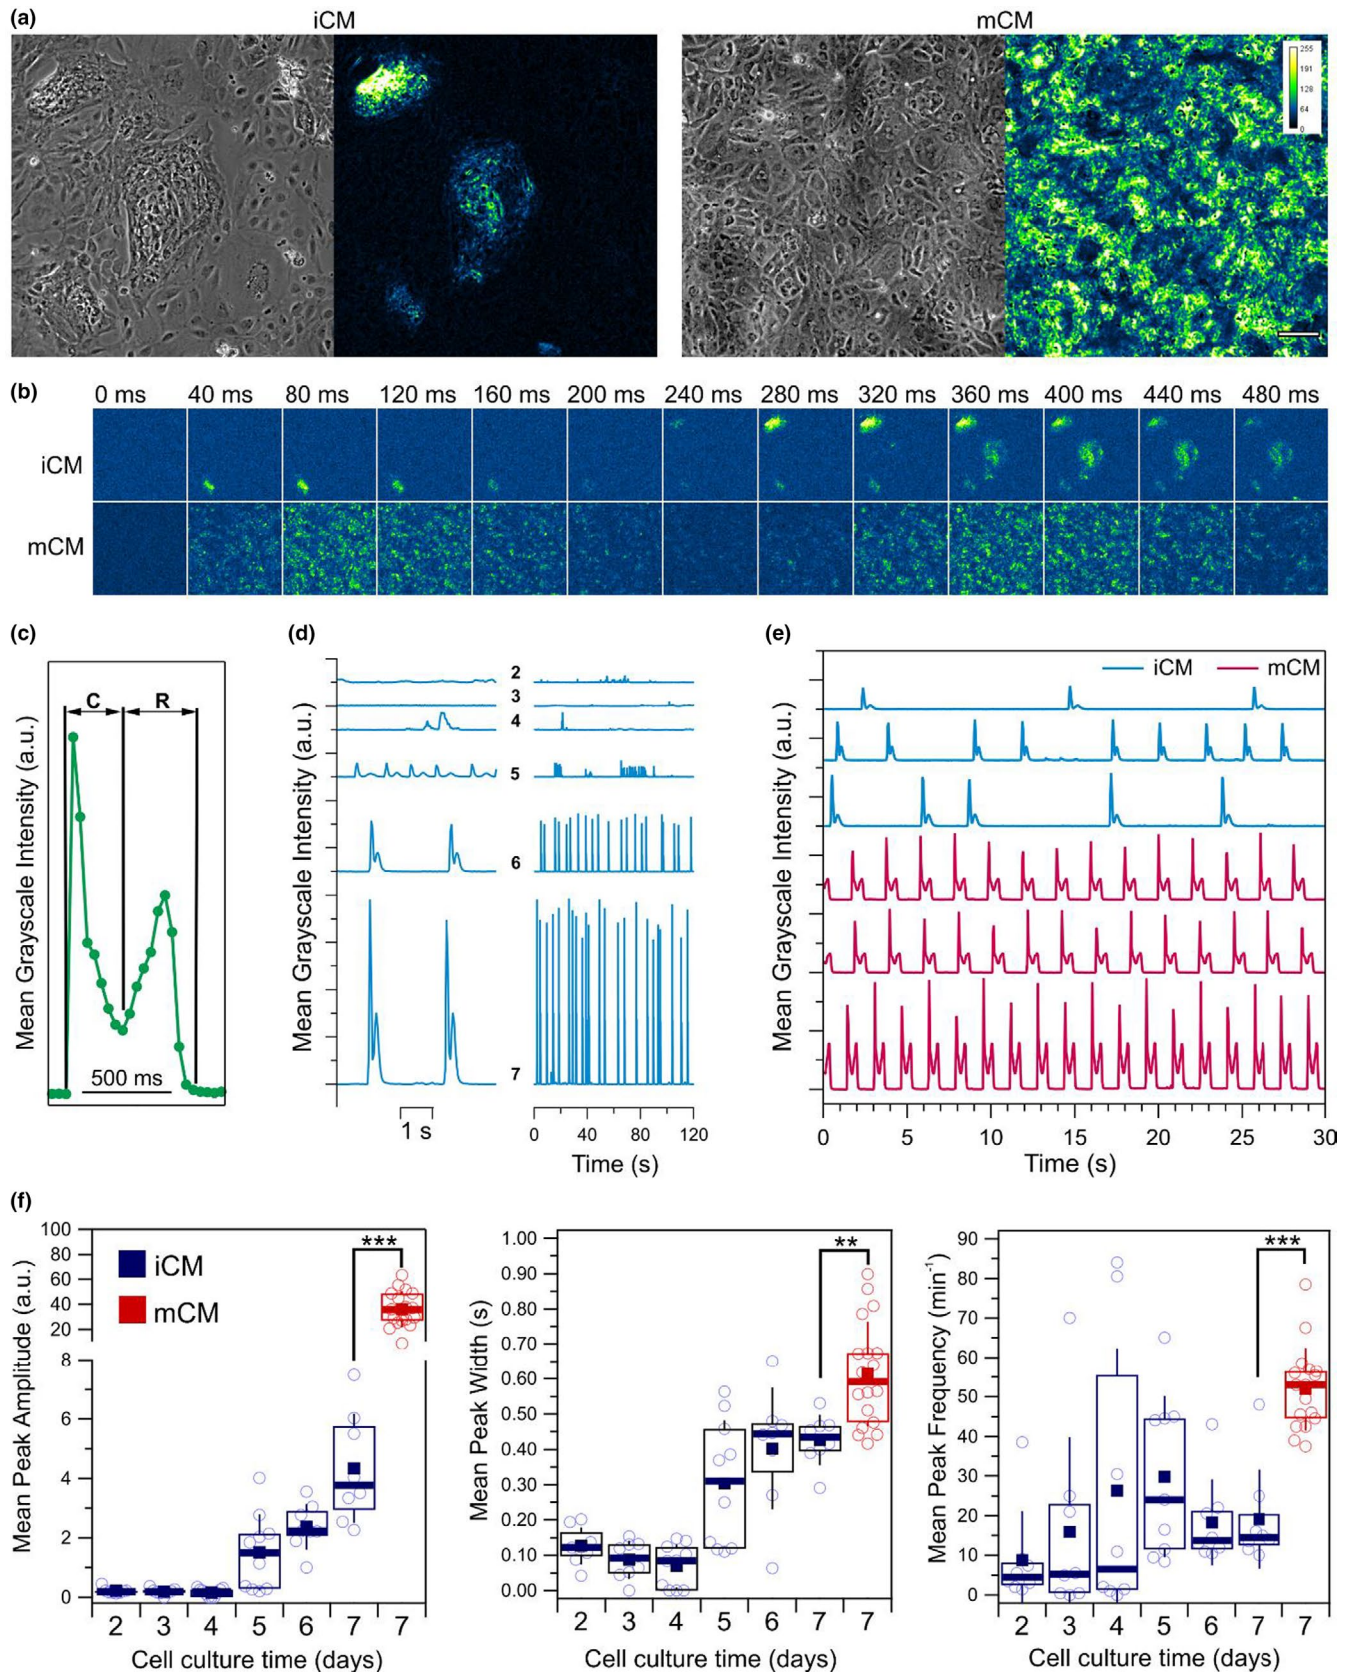 (a)
iCM
mCM
255
191
128
64
0
(b)
0 ms 40 ms 80 ms 120 ms 160 ms 200 ms 240 ms 280 ms 320 ms 360 ms 400 ms 440 ms 480 ms
iCM
mCM
(c)
Mean Grayscale Intensity (a.u.)
C R
500 ms
(d)
Mean Grayscale Intensity (a.u.)
2
3
4
5
6
7
1 s
0 40 80 120
Time (s)
(e)
Mean Grayscale Intensity (a.u.)
iCM mCM
0 5 10 15 20 25 30
Time (s)
(f)
Mean Peak Amplitude (a.u.)
100
80
60
40
20
8
6
4
2
0
iCM
mCM
***
2 3 4 5 6 7 7
Cell culture time (days)
Mean Peak Width (s)
1.00
0.90
0.80
0.70
0.60
0.50
0.40
0.30
0.20
0.10
0.00
**
2 3 4 5 6 7 7
Cell culture time (days)
Mean Peak Frequency (min⁻¹)
90
80
70
60
50
40
30
20
10
0
***
2 3 4 5 6 7 7
Cell culture time (days)